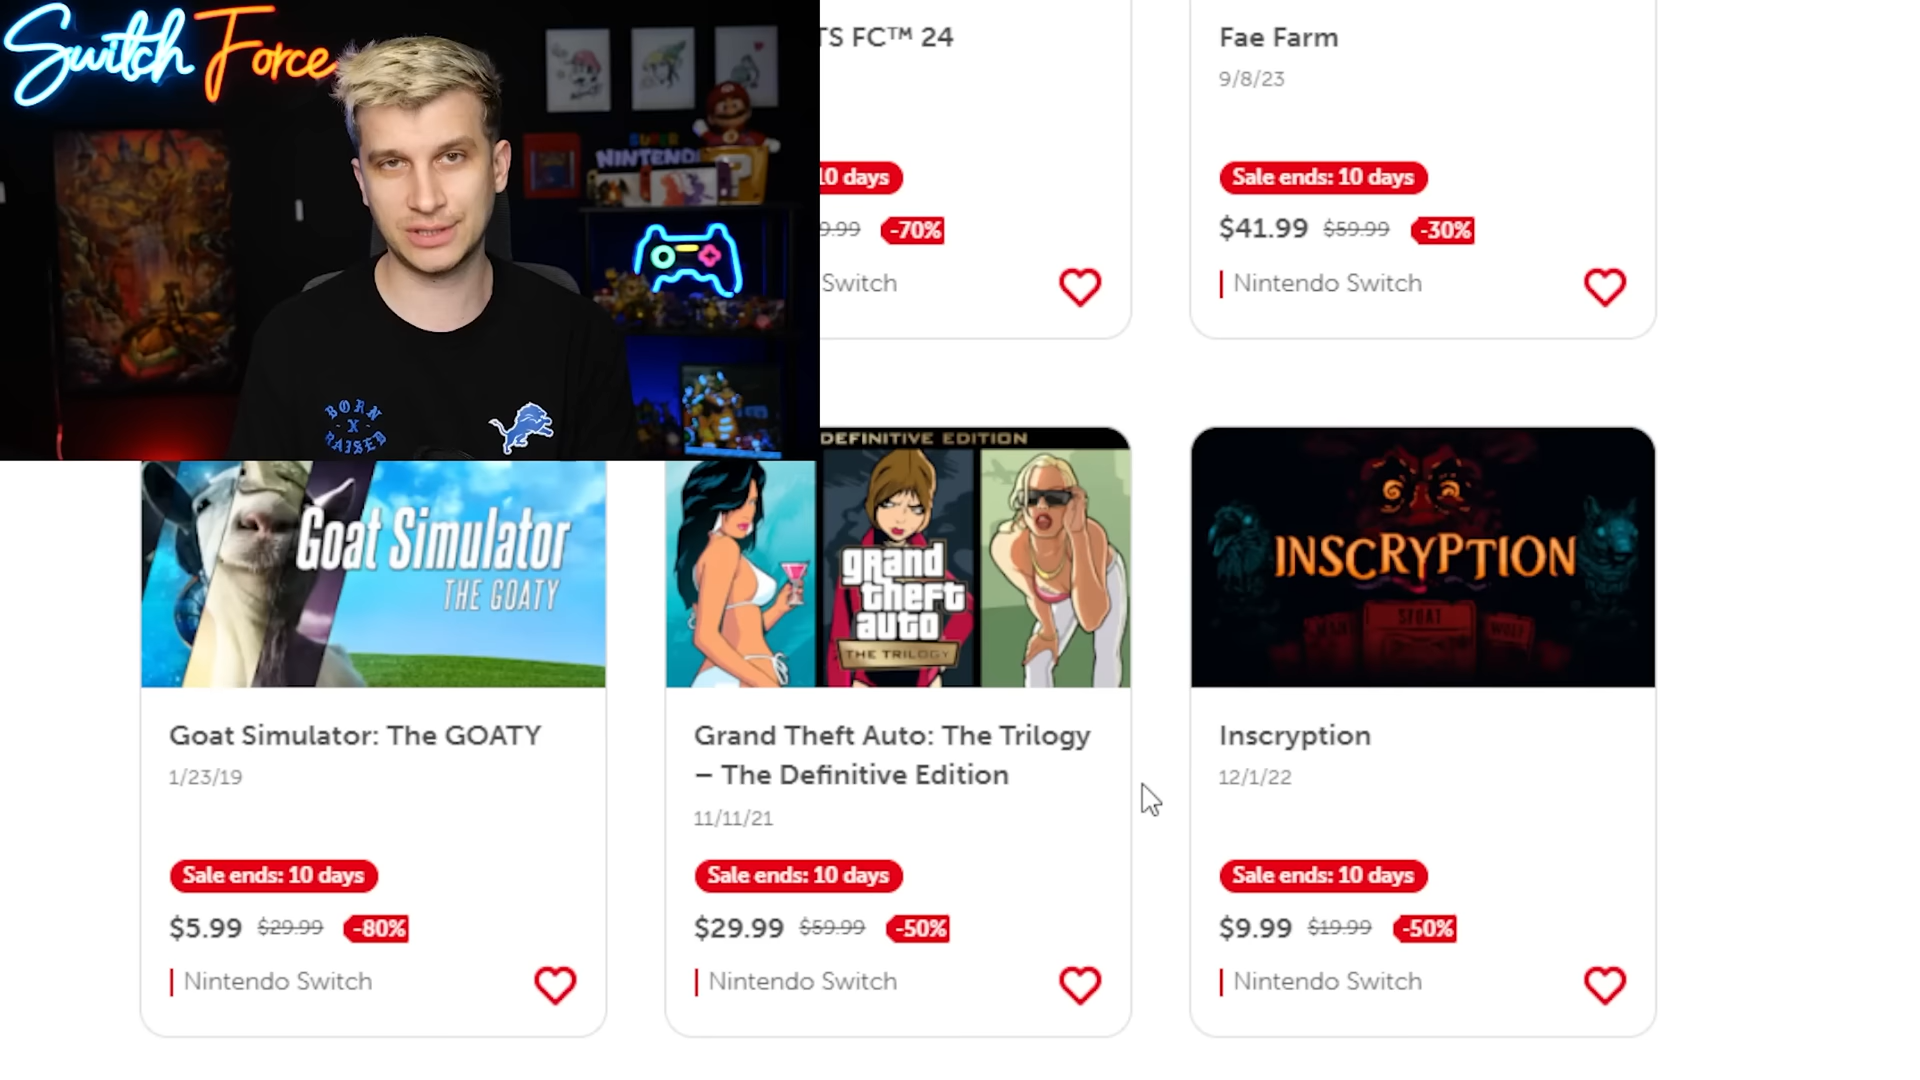 Switch Force
SUPER
NINTENDO
BORN
X
RAISED
TS FC™ 24
10 days
9.99 -70%
Switch
Fae Farm
9/8/23
Sale ends: 10 days
$41.99 $59.99 -30%
Nintendo Switch
Goat Simulator
THE GOATY
Goat Simulator: The GOATY
1/23/19
Sale ends: 10 days
$5.99 $29.99 -80%
Nintendo Switch
DEFINITIVE EDITION
grand
theft
auto
THE TRILOGY
Grand Theft Auto: The Trilogy
– The Definitive Edition
11/11/21
Sale ends: 10 days
$29.99 $59.99 -50%
Nintendo Switch
INSCRYPTION
STOAT
WOLF
Inscryption
12/1/22
Sale ends: 10 days
$9.99 $19.99 -50%
Nintendo Switch